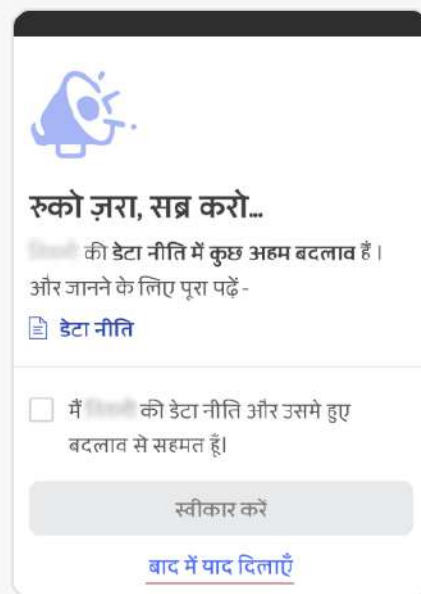 रुको ज़रा, सब्र करो...
की डेटा नीति में कुछ अहम बदलाव हैं।
और जानने के लिए पूरा पढ़ें -
डेटा नीति
मैं की डेटा नीति और उसमे हुए
बदलाव से सहमत हूँ।
स्वीकार करें
बाद में याद दिलाएँ